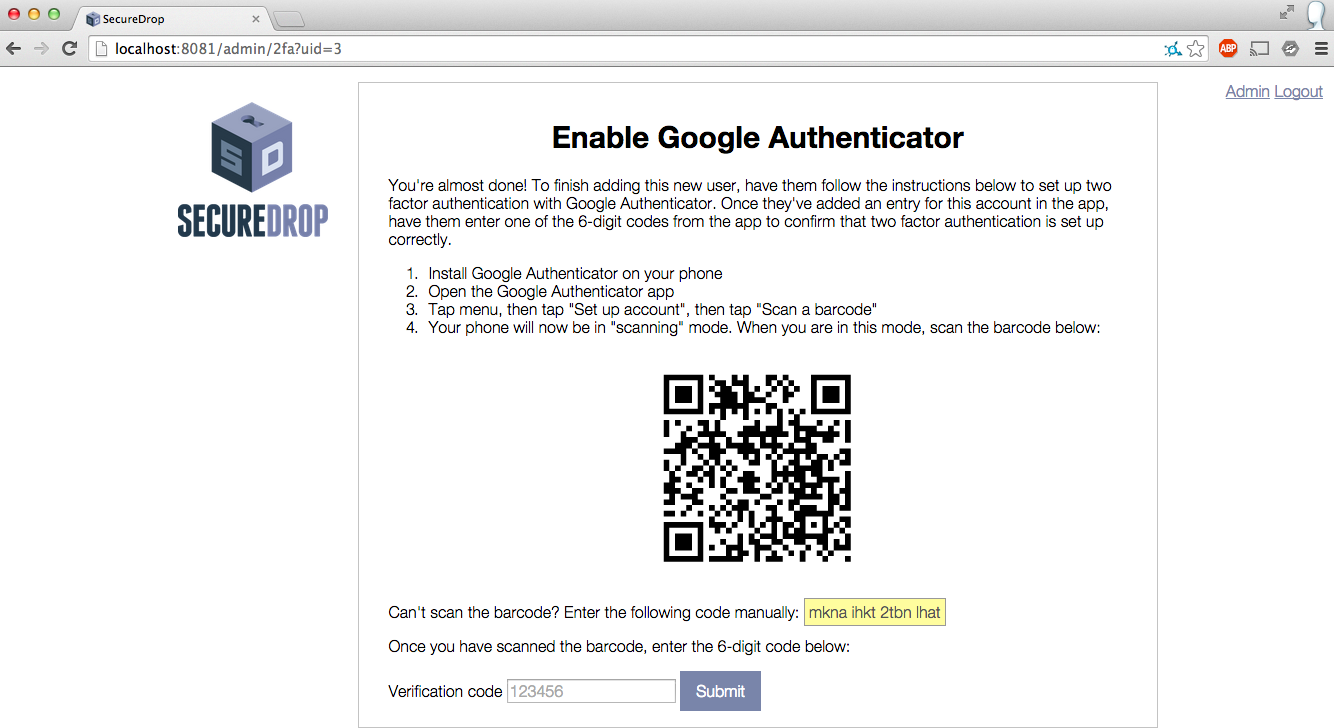 SecureDrop
localhost:8081/admin/2fa?uid=3
ABP
Admin Logout
SD
SECUREDROP
Enable Google Authenticator
You're almost done! To finish adding this new user, have them follow the instructions below to set up two
factor authentication with Google Authenticator. Once they've added an entry for this account in the app,
have them enter one of the 6-digit codes from the app to confirm that two factor authentication is set up
correctly.
1. Install Google Authenticator on your phone
2. Open the Google Authenticator app
3. Tap menu, then tap "Set up account", then tap "Scan a barcode"
4. Your phone will now be in "scanning" mode. When you are in this mode, scan the barcode below:
Can't scan the barcode? Enter the following code manually: mkna ihkt 2tbn lhat
Once you have scanned the barcode, enter the 6-digit code below:
Verification code 123456 Submit